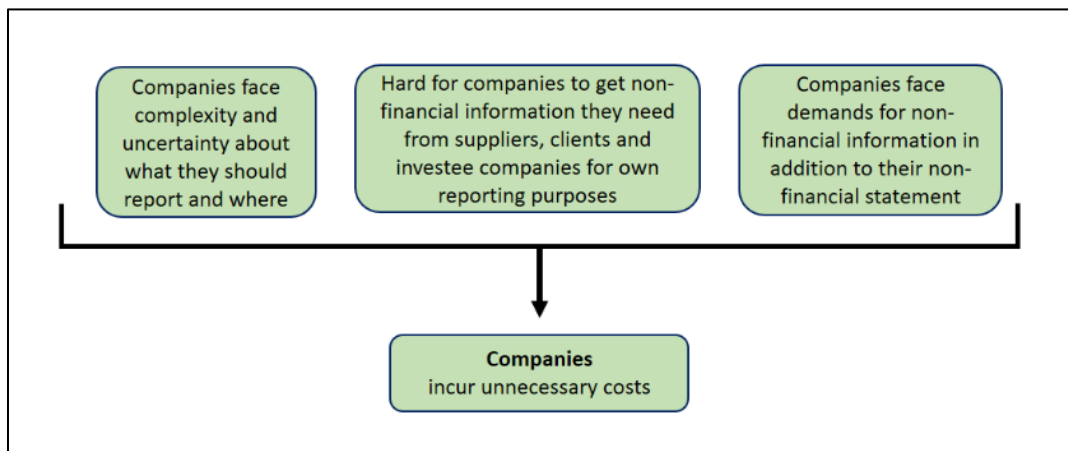 Companies face
complexity and
uncertainty about
what they should
report and where
Hard for companies to get non-
financial information they need
from suppliers, clients and
investee companies for own
reporting purposes
Companies face
demands for non-
financial information in
addition to their non-
financial statement
Companies
incur unnecessary costs